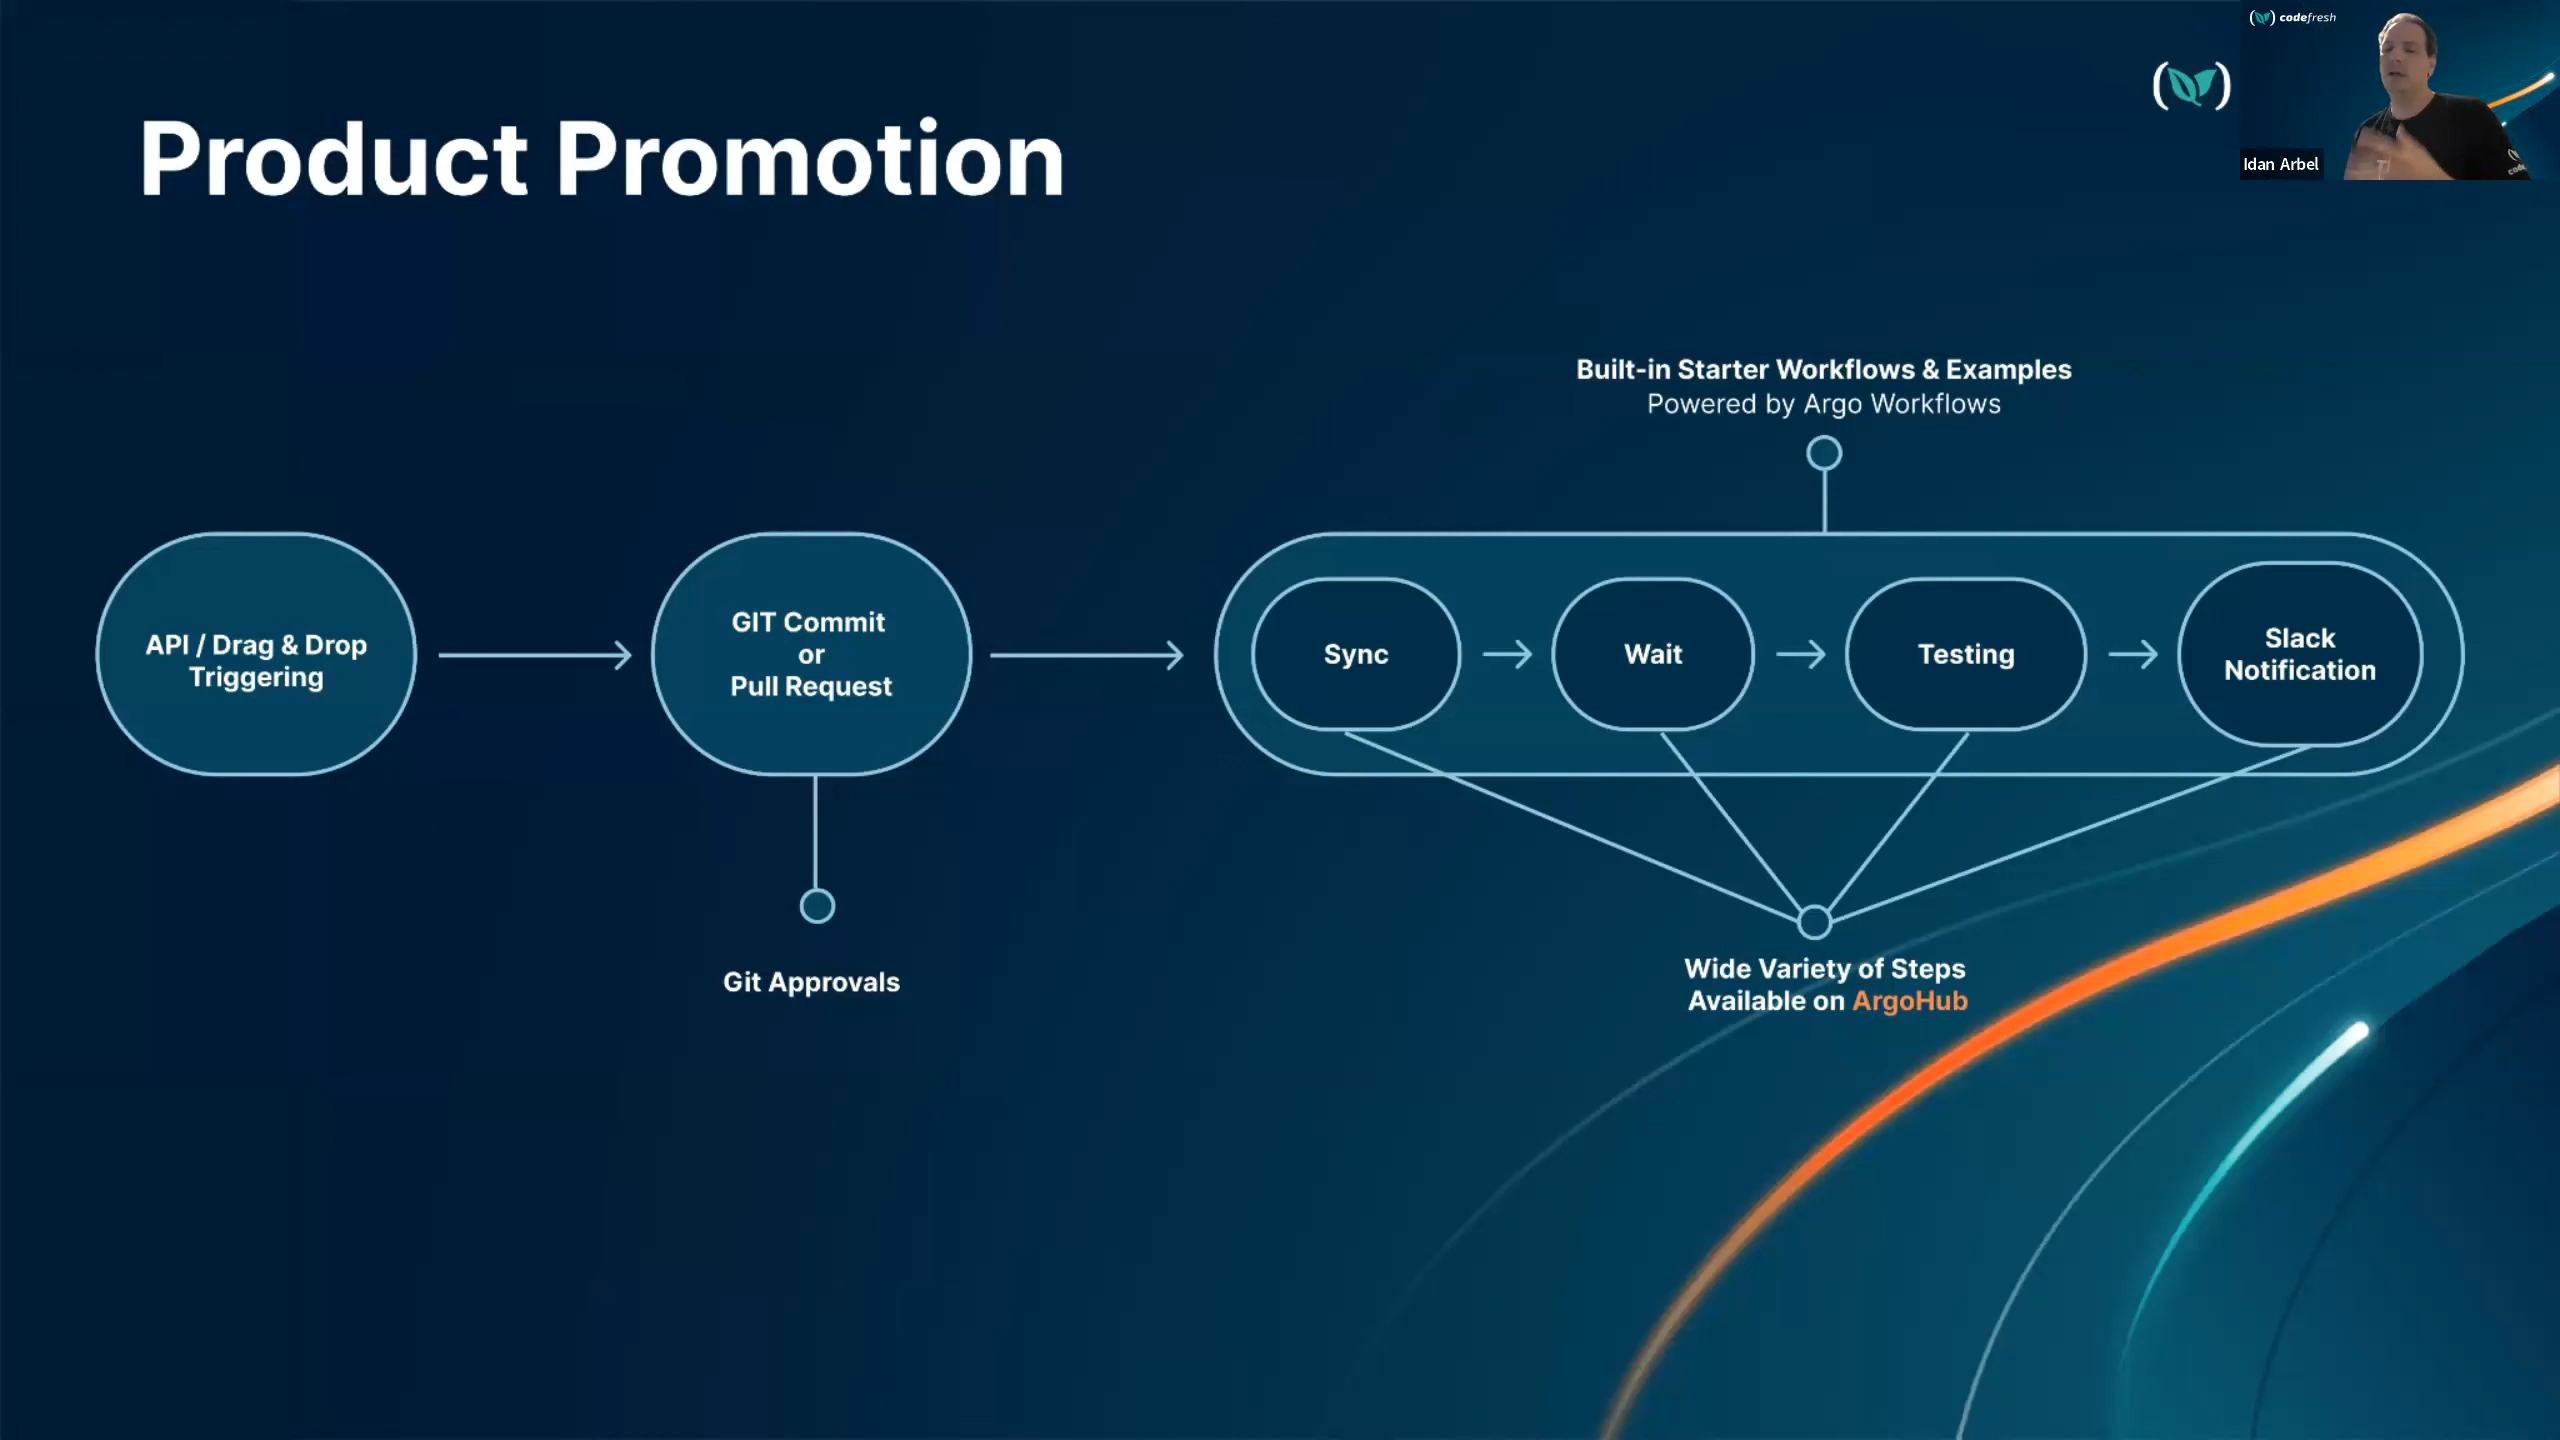 codefresh
Idan Arbel
Product Promotion
Built-in Starter Workflows & Examples
Powered by Argo Workflows
API / Drag & Drop
Triggering
GIT Commit
or
Pull Request
Sync
Wait
Testing
Slack
Notification
Git Approvals
Wide Variety of Steps
Available on ArgoHub